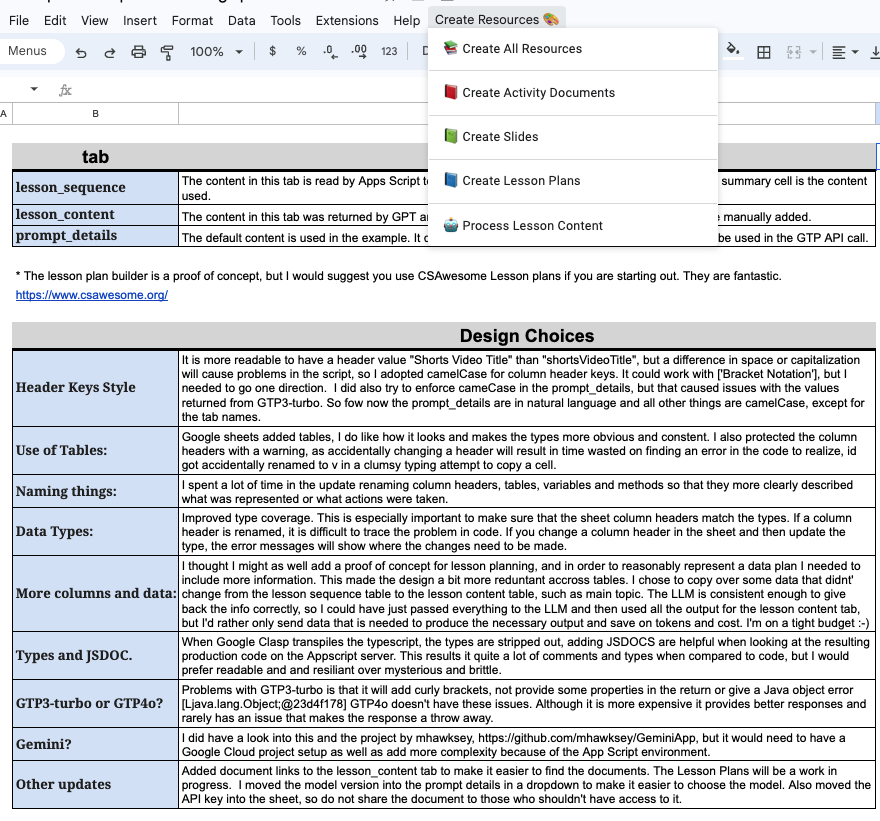 File Edit View Insert Format Data Tools Extensions Help Create Resources 🎨
Menus 100% $ % .0 .00 123
Create All Resources
Create Activity Documents
Create Slides
Create Lesson Plans
Process Lesson Content
fx
A B
tab
lesson_sequence The content in this tab is read by Apps Script summary cell is the content
used.
lesson_content The content in this tab was returned by GPT manually added.
prompt_details The default content is used in the example. It be used in the GTP API call.
* The lesson plan builder is a proof of concept, but I would suggest you use CSAwesome Lesson plans if you are starting out. They are fantastic.
https://www.csawesome.org/
Design Choices
Header Keys Style
It is more readable to have a header value "Shorts Video Title" than "shortsVideoTitle", but a difference in space or capitalization
will cause problems in the script, so I adopted camelCase for column header keys. It could work with ['Bracket Notation'], but I
needed to go one direction. I did also try to enforce cameCase in the prompt_details, but that caused issues with the values
returned from GTP3-turbo. So fow now the prompt_details are in natural language and all other things are camelCase, except for
the tab names.
Use of Tables:
Google sheets added tables, I do like how it looks and makes the types more obvious and constent. I also protected the column
headers with a warning, as accidentally changing a header will result in time wasted on finding an error in the code to realize, id
got accidentally renamed to v in a clumsy typing attempt to copy a cell.
Naming things:
I spent a lot of time in the update renaming column headers, tables, variables and methods so that they more clearly described
what was represented or what actions were taken.
Data Types:
Improved type coverage. This is especially important to make sure that the sheet column headers match the types. If a column
header is renamed, it is difficult to trace the problem in code. If you change a column header in the sheet and then update the
type, the error messages will show where the changes need to be made.
More columns and data:
I thought I might as well add a proof of concept for lesson planning, and in order to reasonably represent a data plan I needed to
include more information. This made the design a bit more reduntant accross tables. I chose to copy over some data that didnt'
change from the lesson sequence table to the lesson content table, such as main topic. The LLM is consistent enough to give
back the info correctly, so I could have just passed everything to the LLM and then used all the output for the lesson content tab,
but I'd rather only send data that is needed to produce the necessary output and save on tokens and cost. I'm on a tight budget :-)
Types and JSDOC.
When Google Clasp transpiles the typescript, the types are stripped out, adding JSDOCS are helpful when looking at the resulting
production code on the Appscript server. This results it quite a lot of comments and types when compared to code, but I would
prefer readable and and resiliant over mysterious and brittle.
GTP3-turbo or GTP4o?
Problems with GTP3-turbo is that it will add curly brackets, not provide some properties in the return or give a Java object error
[Ljava.lang.Object;@23d4f178] GTP4o doesn't have these issues. Although it is more expensive it provides better responses and
rarely has an issue that makes the response a throw away.
Gemini?
I did have a look into this and the project by mhawksey, https://github.com/mhawksey/GeminiApp, but it would need to have a
Google Cloud project setup as well as add more complexity because of the App Script environment.
Other updates
Added document links to the lesson_content tab to make it easier to find the documents. The Lesson Plans will be a work in
progress. I moved the model version into the prompt details in a dropdown to make it easier to choose the model. Also moved the
API key into the sheet, so do not share the document to those who shouldn't have access to it.